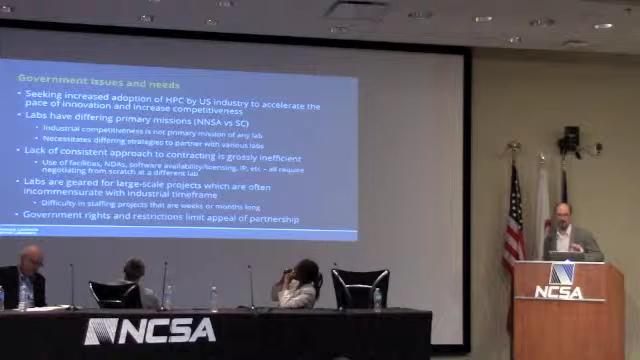 Government issues and needs
• Seeking increased adoption of HPC by US industry to accelerate the
pace of innovation and increase competitiveness
• Labs have differing primary missions (NNSA vs SC)
• Industrial competitiveness is not primary mission of any lab
• Necessitates differing strategies to partner with various labs
• Lack of consistent approach to contracting is grossly inefficient
• Use of facilities, NDAs, software availability/licensing, IP, etc – all require
negotiating from scratch at a different lab
• Labs are geared for large-scale projects which are often
incommensurate with industrial timeframe
• Difficulty in staffing projects that are weeks or months long
• Government rights and restrictions limit appeal of partnership
NCSA
NCSA